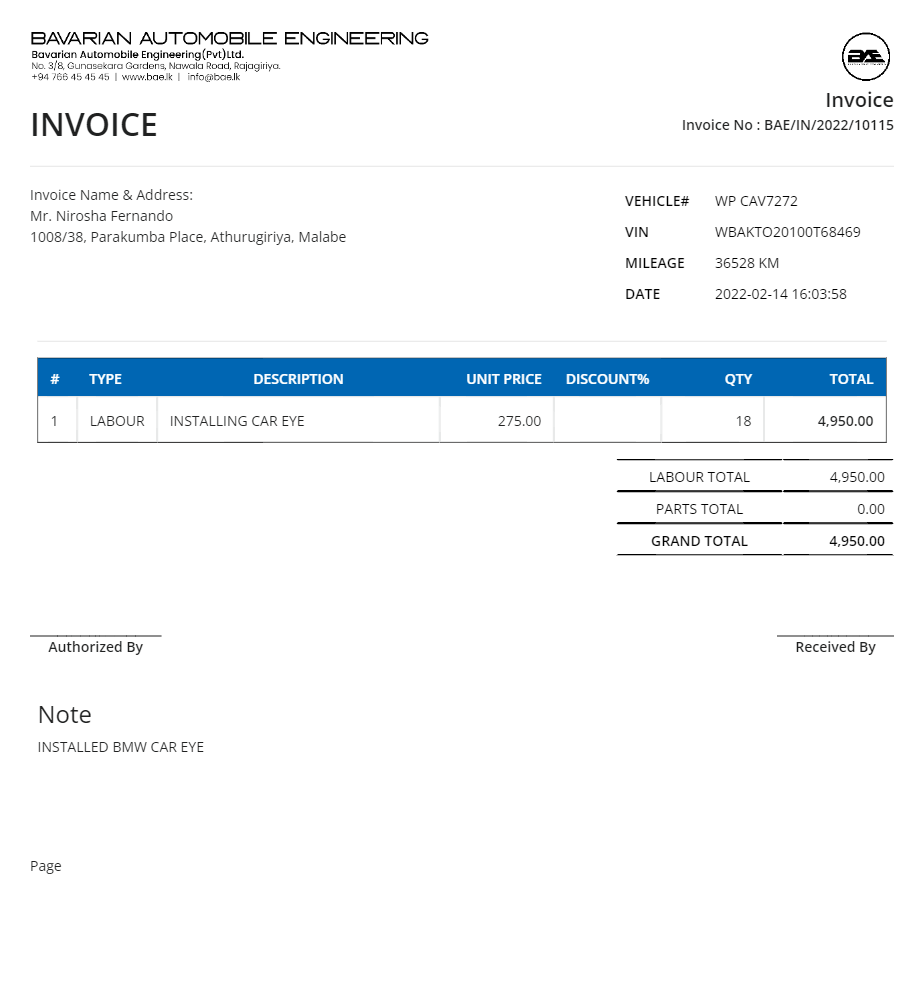 BAVARIAN AUTOMOBILE ENGINEERING
Bavarian Automobile Engineering(Pvt)Ltd.
No. 3/8, Gunasekara Gardens, Nawala Road, Rajagiriya.
+94 766 45 45 45 | www.bae.lk | info@bae.lk
BAE
Invoice
INVOICE
Invoice No : BAE/IN/2022/10115
Invoice Name & Address:
Mr. Nirosha Fernando
1008/38, Parakumba Place, Athurugiriya, Malabe
VEHICLE# WP CAV7272
VIN WBAKTO20100T68469
MILEAGE 36528 KM
DATE 2022-02-14 16:03:58
# TYPE DESCRIPTION UNIT PRICE DISCOUNT% QTY TOTAL
1 LABOUR INSTALLING CAR EYE 275.00 18 4,950.00
LABOUR TOTAL 4,950.00
PARTS TOTAL 0.00
GRAND TOTAL 4,950.00
Authorized By Received By
Note
INSTALLED BMW CAR EYE
Page